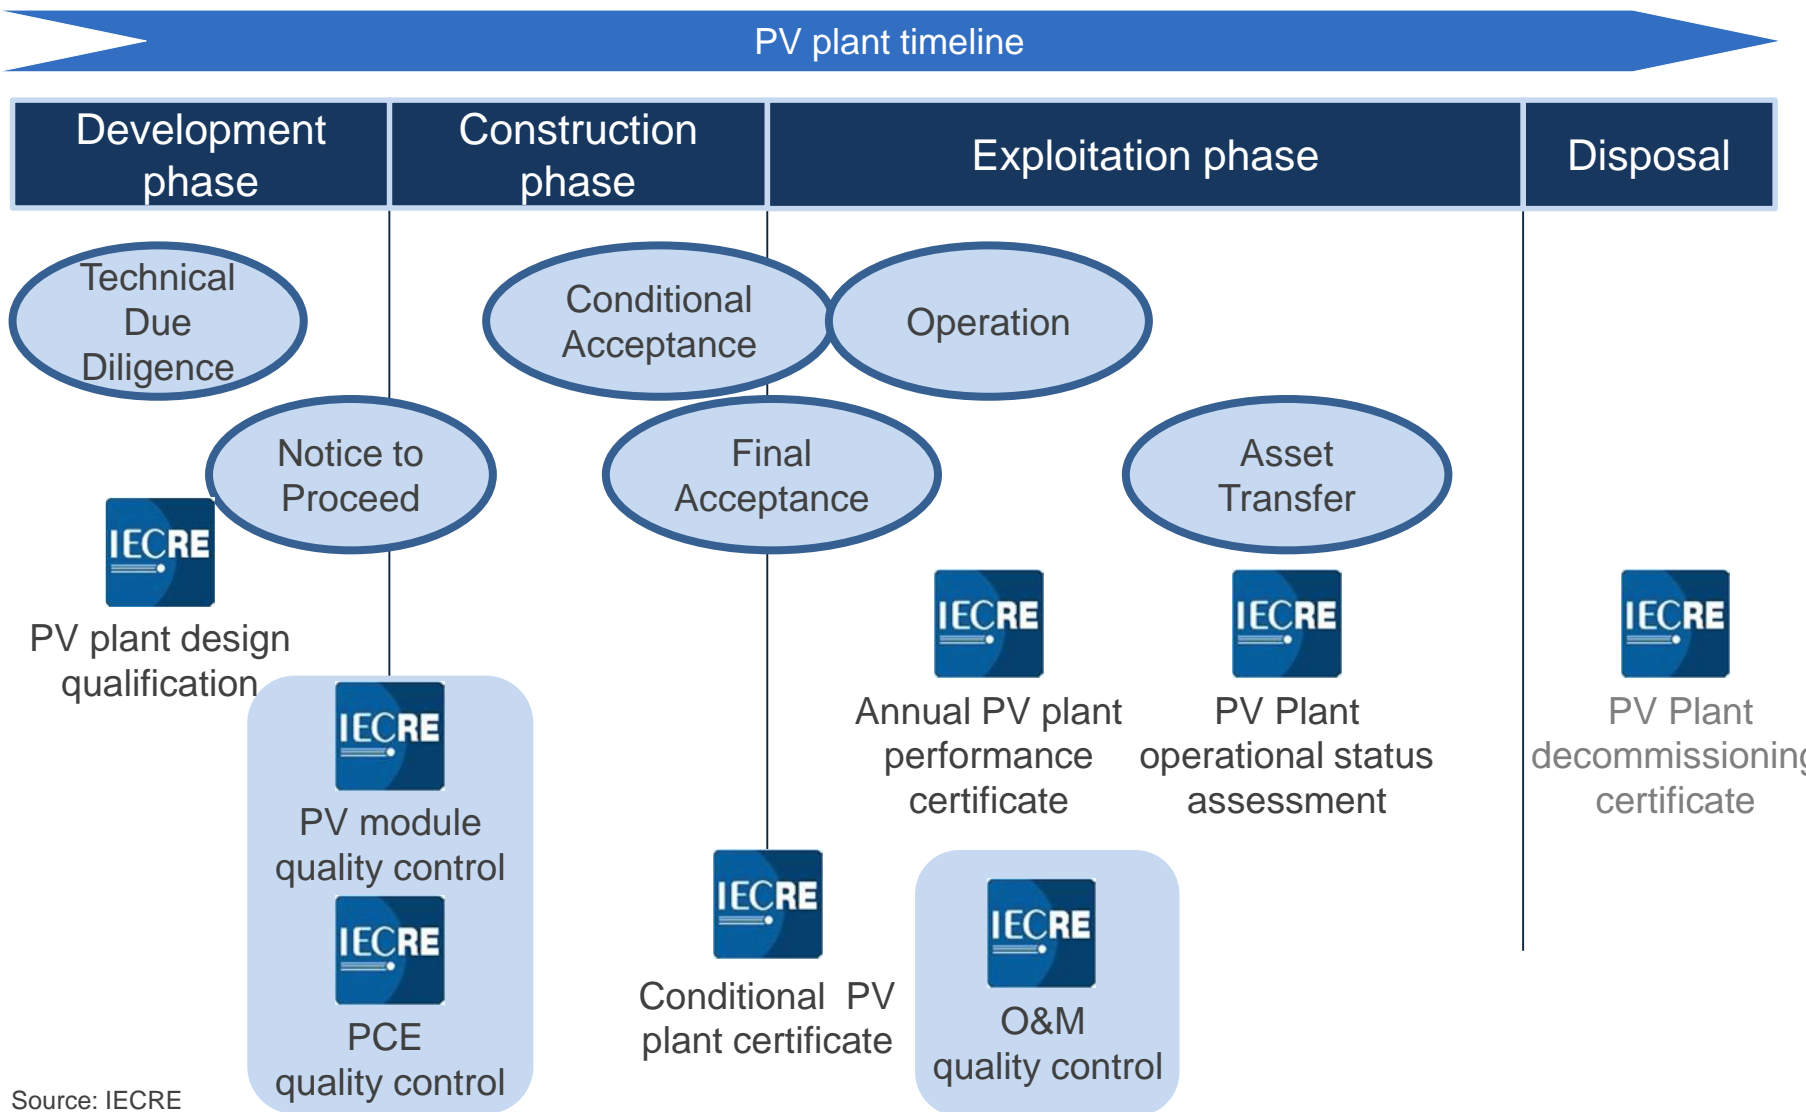 PV plant timeline
Development
phase
Construction
phase
Exploitation phase
Disposal
Technical
Due
Diligence
Conditional
Acceptance
Operation
Notice to
Proceed
Final
Acceptance
Asset
Transfer
IECRE
PV plant design
qualification
IECRE
PV module
quality control
IECRE
PCE
quality control
IECRE
Conditional PV
plant certificate
IECRE
Annual PV plant
performance
certificate
IECRE
O&M
quality control
IECRE
PV Plant
operational status
assessment
IECRE
PV Plant
decommissioning
certificate
Source: IECRE